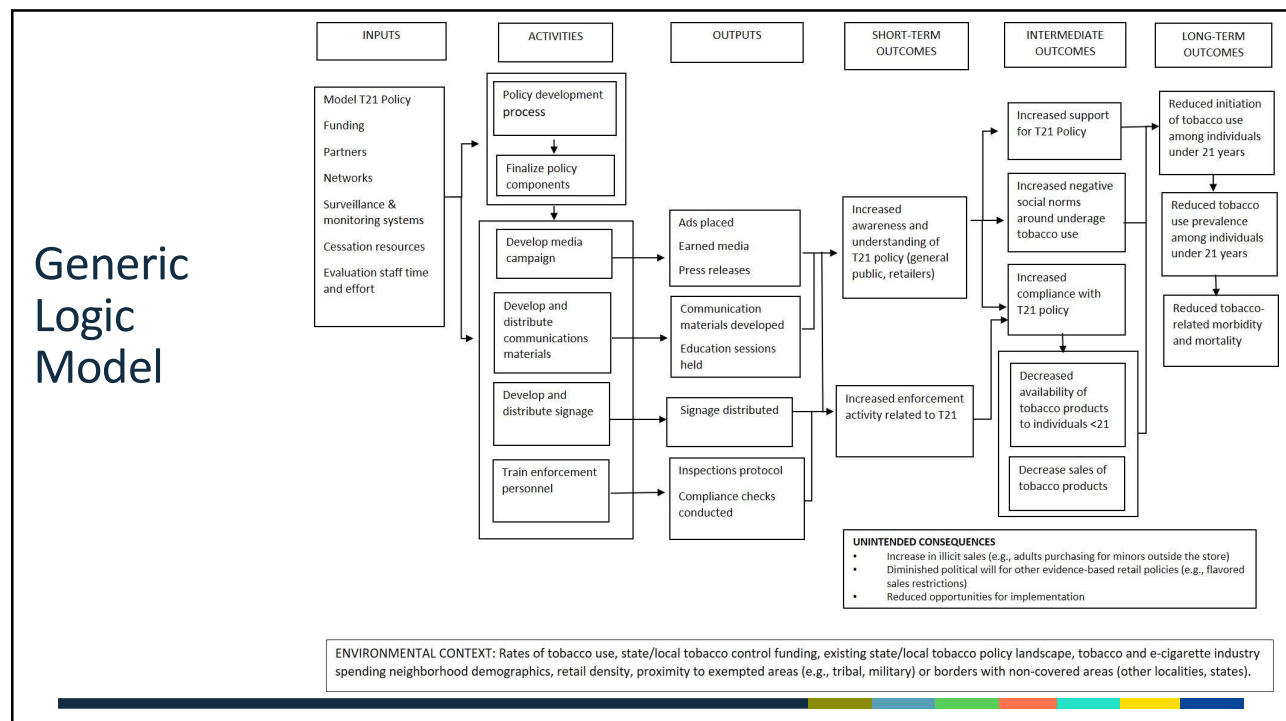 Generic
Logic
Model
INPUTS
ACTIVITIES
OUTPUTS
SHORT-TERM
OUTCOMES
INTERMEDIATE
OUTCOMES
LONG-TERM
OUTCOMES
Model T21 Policy
Funding
Partners
Networks
Surveillance &
monitoring systems
Cessation resources
Evaluation staff time
and effort
Policy development
process
Finalize policy
components
Develop media
campaign
Develop and
distribute
communications
materials
Develop and
distribute signage
Train enforcement
personnel
Ads placed
Earned media
Press releases
Communication
materials developed
Education sessions
held
Signage distributed
Inspections protocol
Compliance checks
conducted
Increased
awareness and
understanding of
T21 policy (general
public, retailers)
Increased enforcement
activity related to T21
Increased support
for T21 Policy
Increased negative
social norms
around underage
tobacco use
Increased
compliance with
T21 policy
Decreased
availability of
tobacco products
to individuals <21
Decrease sales of
tobacco products
Reduced initiation
of tobacco use
among individuals
under 21 years
Reduced tobacco
use prevalence
among individuals
under 21 years
Reduced tobacco-
related morbidity
and mortality
UNINTENDED CONSEQUENCES
• Increase in illicit sales (e.g., adults purchasing for minors outside the store)
• Diminished political will for other evidence-based retail policies (e.g., flavored
sales restrictions)
• Reduced opportunities for implementation
ENVIRONMENTAL CONTEXT: Rates of tobacco use, state/local tobacco control funding, existing state/local tobacco policy landscape, tobacco and e-cigarette industry
spending neighborhood demographics, retail density, proximity to exempted areas (e.g., tribal, military) or borders with non-covered areas (other localities, states).